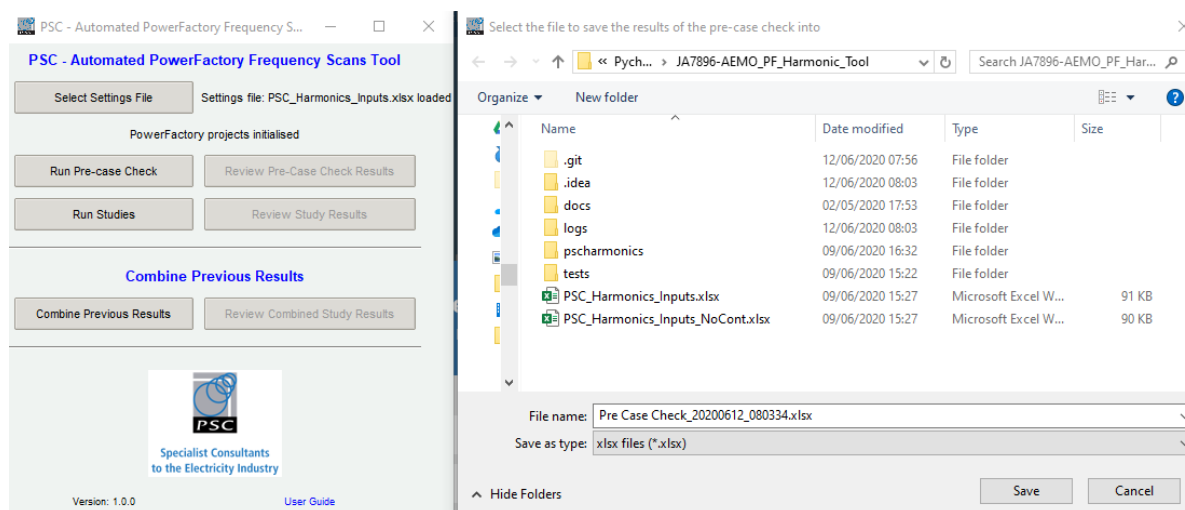 PSC - Automated PowerFactory Frequency S...
PSC - Automated PowerFactory Frequency Scans Tool
Select Settings File
Settings file: PSC_Harmonics_Inputs.xlsx loaded
PowerFactory projects initialised
Run Pre-case Check
Review Pre-Case Check Results
Run Studies
Review Study Results
Combine Previous Results
Combine Previous Results
Review Combined Study Results
PSC
Specialist Consultants
to the Electricity Industry
Version: 1.0.0
User Guide
Select the file to save the results of the pre-case check into
« Pych... > JA7896-AEMO_PF_Harmonic_Tool
Search JA7896-AEMO_PF_Har...
Organize
New folder
?
Name Date modified Type Size
.git 12/06/2020 07:56 File folder
.idea 12/06/2020 08:03 File folder
docs 02/05/2020 17:53 File folder
logs 12/06/2020 08:03 File folder
pscharmonics 09/06/2020 16:32 File folder
tests 09/06/2020 15:22 File folder
PSC_Harmonics_Inputs.xlsx 09/06/2020 15:27 Microsoft Excel W... 91 KB
PSC_Harmonics_Inputs_NoCont.xlsx 09/06/2020 15:27 Microsoft Excel W... 90 KB
File name: Pre Case Check_20200612_080334.xlsx
Save as type: xlsx files (*.xlsx)
Hide Folders
Save
Cancel